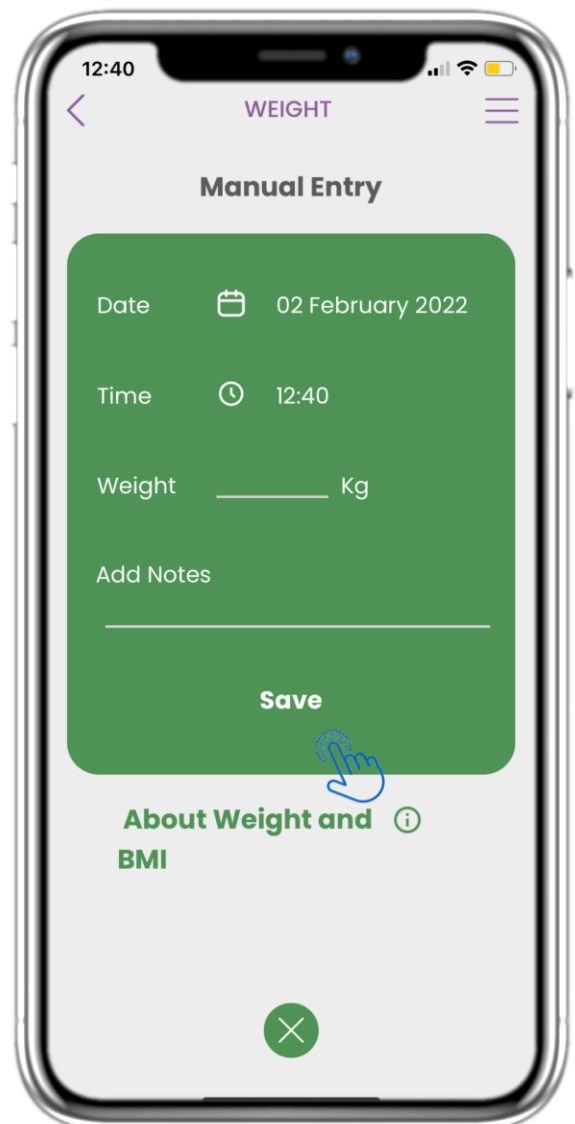 12:40
WEIGHT
Manual Entry
Date 02 February 2022
Time 12:40
Weight Kg
Add Notes
Save
About Weight and
BMI